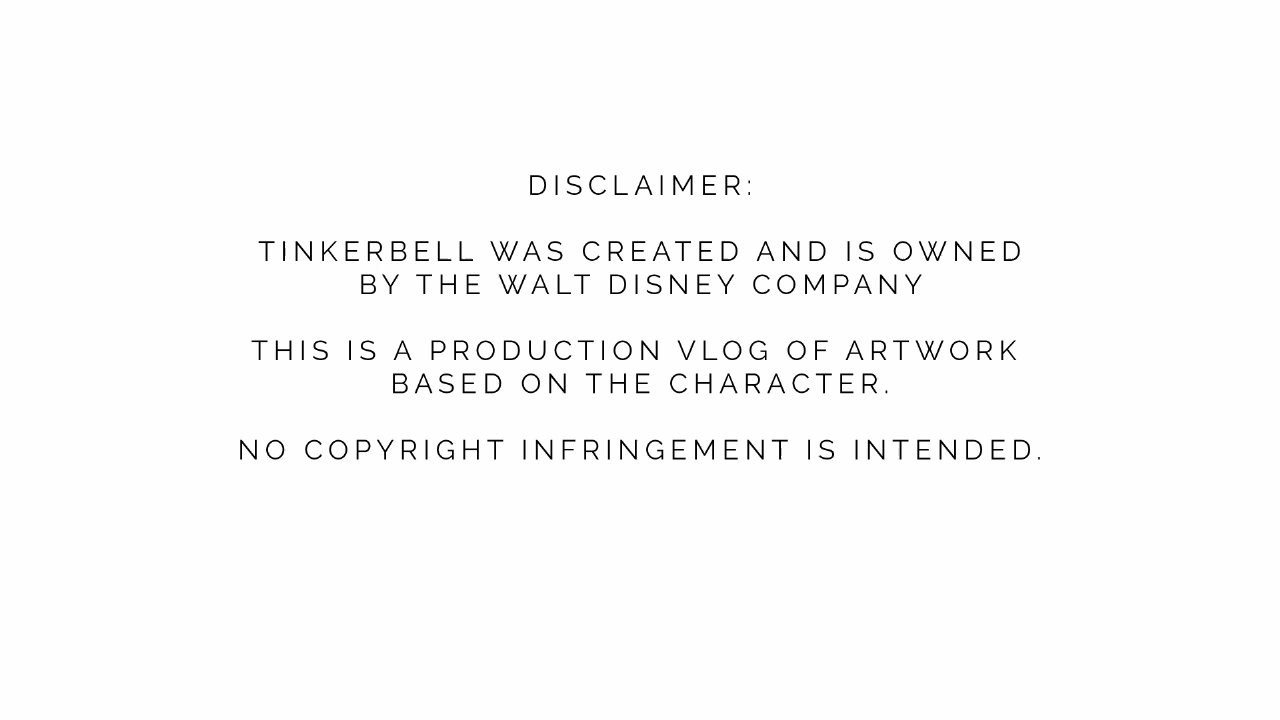 DISCLAIMER:
TINKERBELL WAS CREATED AND IS OWNED
BY THE WALT DISNEY COMPANY
THIS IS A PRODUCTION VLOG OF ARTWORK
BASED ON THE CHARACTER.
NO COPYRIGHT INFRINGEMENT IS INTENDED.